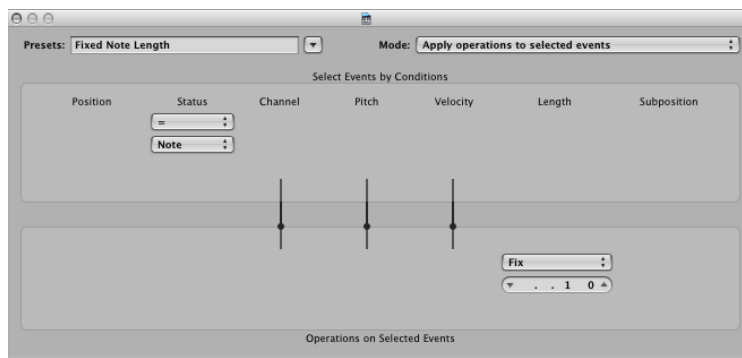 Presets: Fixed Note Length Mode: Apply operations to selected events
Select Events by Conditions
Position Status Channel Pitch Velocity Length Subposition
=
Note
Fix
. . 1 0
Operations on Selected Events